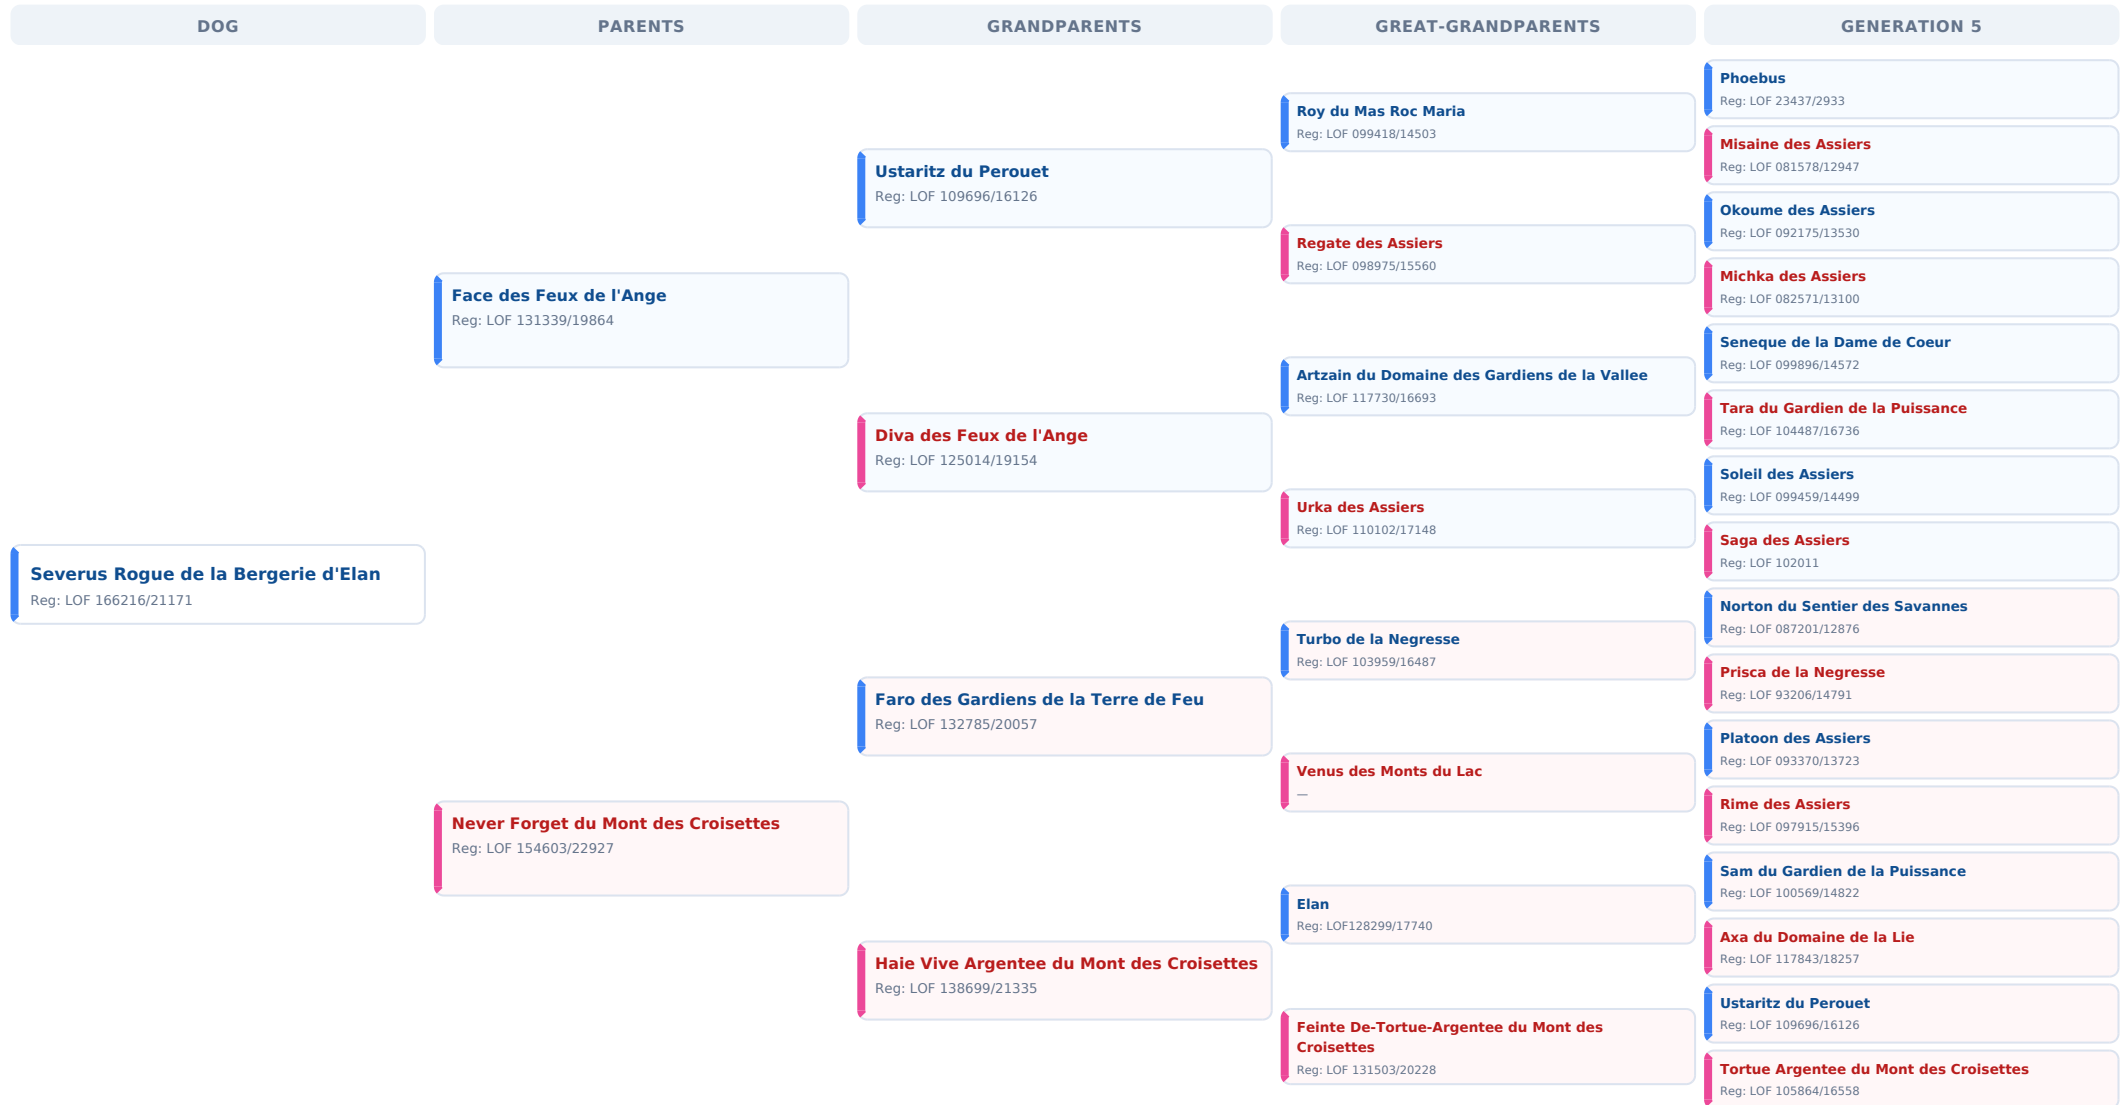 DOG
PARENTS
GRANDPARENTS
GREAT-GRANDPARENTS
GENERATION 5
Severus Rogue de la Bergerie d'Elan
Reg: LOF 166216/21171
Face des Feux de l'Ange
Reg: LOF 131339/19864
Never Forget du Mont des Croisettes
Reg: LOF 154603/22927
Ustaritz du Perouet
Reg: LOF 109696/16126
Diva des Feux de l'Ange
Reg: LOF 125014/19154
Faro des Gardiens de la Terre de Feu
Reg: LOF 132785/20057
Haie Vive Argentee du Mont des Croisettes
Reg: LOF 138699/21335
Roy du Mas Roc Maria
Reg: LOF 099418/14503
Regate des Assiers
Reg: LOF 098975/15560
Artzain du Domaine des Gardiens de la Vallee
Reg: LOF 117730/16693
Urka des Assiers
Reg: LOF 110102/17148
Turbo de la Negresse
Reg: LOF 103959/16487
Venus des Monts du Lac
—
Elan
Reg: LOF128299/17740
Feinte De-Tortue-Argentee du Mont des
Croisettes
Reg: LOF 131503/20228
Phoebus
Reg: LOF 23437/2933
Misaine des Assiers
Reg: LOF 081578/12947
Okoume des Assiers
Reg: LOF 092175/13530
Michka des Assiers
Reg: LOF 082571/13100
Seneque de la Dame de Coeur
Reg: LOF 099896/14572
Tara du Gardien de la Puissance
Reg: LOF 104487/16736
Soleil des Assiers
Reg: LOF 099459/14499
Saga des Assiers
Reg: LOF 102011
Norton du Sentier des Savannes
Reg: LOF 087201/12876
Prisca de la Negresse
Reg: LOF 93206/14791
Platoon des Assiers
Reg: LOF 093370/13723
Rime des Assiers
Reg: LOF 097915/15396
Sam du Gardien de la Puissance
Reg: LOF 100569/14822
Axa du Domaine de la Lie
Reg: LOF 117843/18257
Ustaritz du Perouet
Reg: LOF 109696/16126
Tortue Argentee du Mont des Croisettes
Reg: LOF 105864/16558